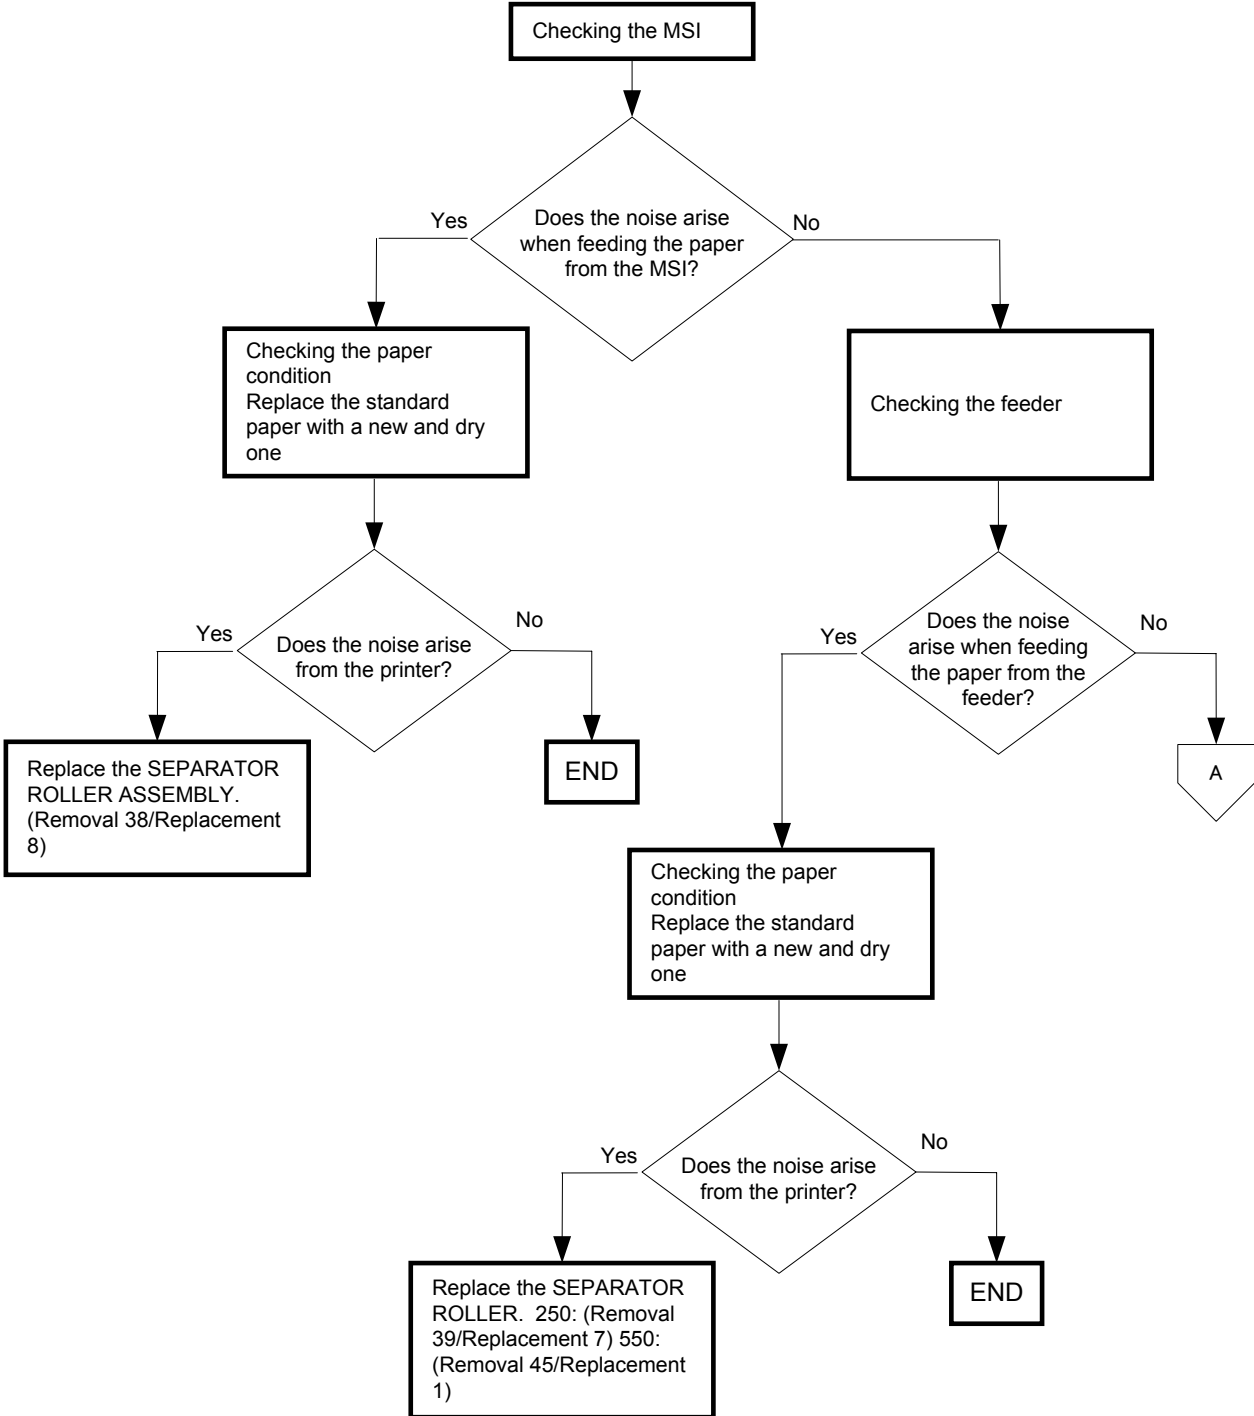 Checking the MSI
Does the noise arise
when feeding the paper
from the MSI?
Yes
No
Checking the paper
condition
Replace the standard
paper with a new and dry
one
Checking the feeder
Does the noise arise
from the printer?
Yes
No
Does the noise
arise when feeding
the paper from the
feeder?
Yes
No
Replace the SEPARATOR
ROLLER ASSEMBLY.
(Removal 38/Replacement
8)
END
A
Checking the paper
condition
Replace the standard
paper with a new and dry
one
Does the noise arise
from the printer?
Yes
No
Replace the SEPARATOR
ROLLER.  250: (Removal
39/Replacement 7) 550:
(Removal 45/Replacement
1)
END